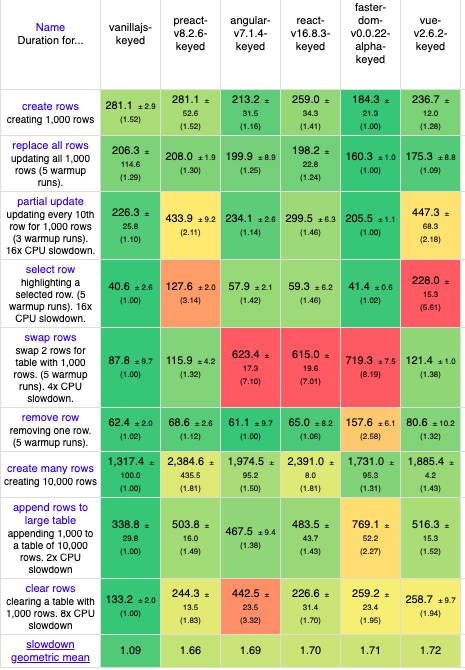 Name
Duration for...
vanillajs-
keyed
preact-
v8.2.6-
keyed
angular-
v7.1.4-
keyed
react-
v16.8.3-
keyed
faster-
dom-
v0.0.22-
alpha-
keyed
vue-
v2.6.2-
keyed
create rows
creating 1,000 rows
281.1 ± 2.9
(1.52)
281.1 ±
52.6
(1.52)
213.2 ±
31.5
(1.16)
259.0 ±
34.3
(1.41)
184.3 ±
21.3
(1.00)
236.7 ±
12.0
(1.28)
replace all rows
updating all 1,000
rows (5 warmup
runs).
206.3 ±
114.6
(1.29)
208.0 ± 1.9
(1.30)
199.9 ± 8.9
(1.25)
198.2 ±
22.8
(1.24)
160.3 ± 1.0
(1.00)
175.3 ± 8.8
(1.09)
partial update
updating every 10th
row for 1,000 rows
(3 warmup runs).
16x CPU slowdown.
226.3 ±
25.8
(1.10)
433.9 ± 9.2
(2.11)
234.1 ± 2.6
(1.14)
299.5 ± 6.3
(1.46)
205.5 ± 1.1
(1.00)
447.3 ±
68.3
(2.18)
select row
highlighting a
selected row. (5
warmup runs). 16x
CPU slowdown.
40.6 ± 2.6
(1.00)
127.6 ± 2.0
(3.14)
57.9 ± 2.1
(1.42)
59.3 ± 6.2
(1.46)
41.4 ± 0.6
(1.02)
228.0 ±
15.3
(5.61)
swap rows
swap 2 rows for
table with 1,000
rows. (5 warmup
runs). 4x CPU
slowdown.
87.8 ± 9.7
(1.00)
115.9 ± 4.2
(1.32)
623.4 ±
17.3
(7.10)
615.0 ±
19.6
(7.01)
719.3 ± 7.5
(8.19)
121.4 ± 1.0
(1.38)
remove row
removing one row.
(5 warmup runs).
62.4 ± 2.0
(1.02)
68.6 ± 2.6
(1.12)
61.1 ± 9.7
(1.00)
65.0 ± 8.2
(1.06)
157.6 ± 6.1
(2.58)
80.6 ± 10.2
(1.32)
create many rows
creating 10,000 rows
1,317.4 ±
100.0
(1.00)
2,384.6 ±
435.5
(1.81)
1,974.5 ±
95.2
(1.50)
2,391.0 ±
8.0
(1.81)
1,731.0 ±
95.3
(1.31)
1,885.4 ±
4.2
(1.43)
append rows to
large table
appending 1,000 to
a table of 10,000
rows. 2x CPU
slowdown
338.8 ±
29.8
(1.00)
503.8 ±
16.0
(1.49)
467.5 ± 9.4
(1.38)
483.5 ±
43.7
(1.43)
769.1 ±
52.2
(2.27)
516.3 ±
15.3
(1.52)
clear rows
clearing a table with
1,000 rows. 8x CPU
slowdown
133.2 ± 2.0
(1.00)
244.3 ±
13.5
(1.83)
442.5 ±
23.5
(3.32)
226.6 ±
31.4
(1.70)
259.2 ±
23.4
(1.95)
258.7 ± 9.7
(1.94)
slowdown
geometric mean
1.09
1.66
1.69
1.70
1.71
1.72